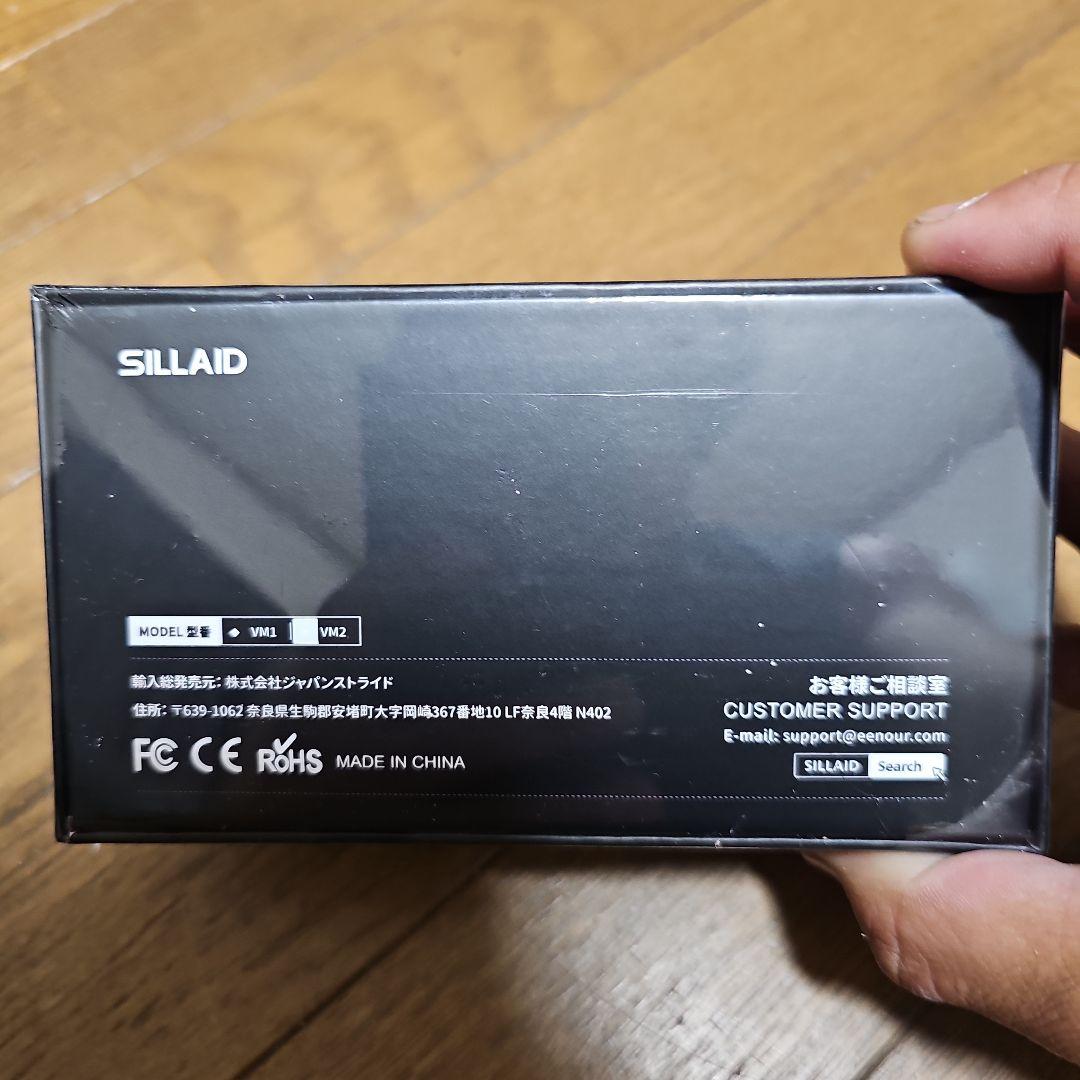 SILLAID
MODEL 型番 VM1 VM2
輸入総発売元: 株式会社ジャパンストライド
住所: 〒639-1062 奈良県生駒郡安堵町大字岡崎367番地10 LF奈良4階 N402
FC CE RoHS MADE IN CHINA
お客様ご相談室
CUSTOMER SUPPORT
E-mail: support@eenour.com
SILLAID Search